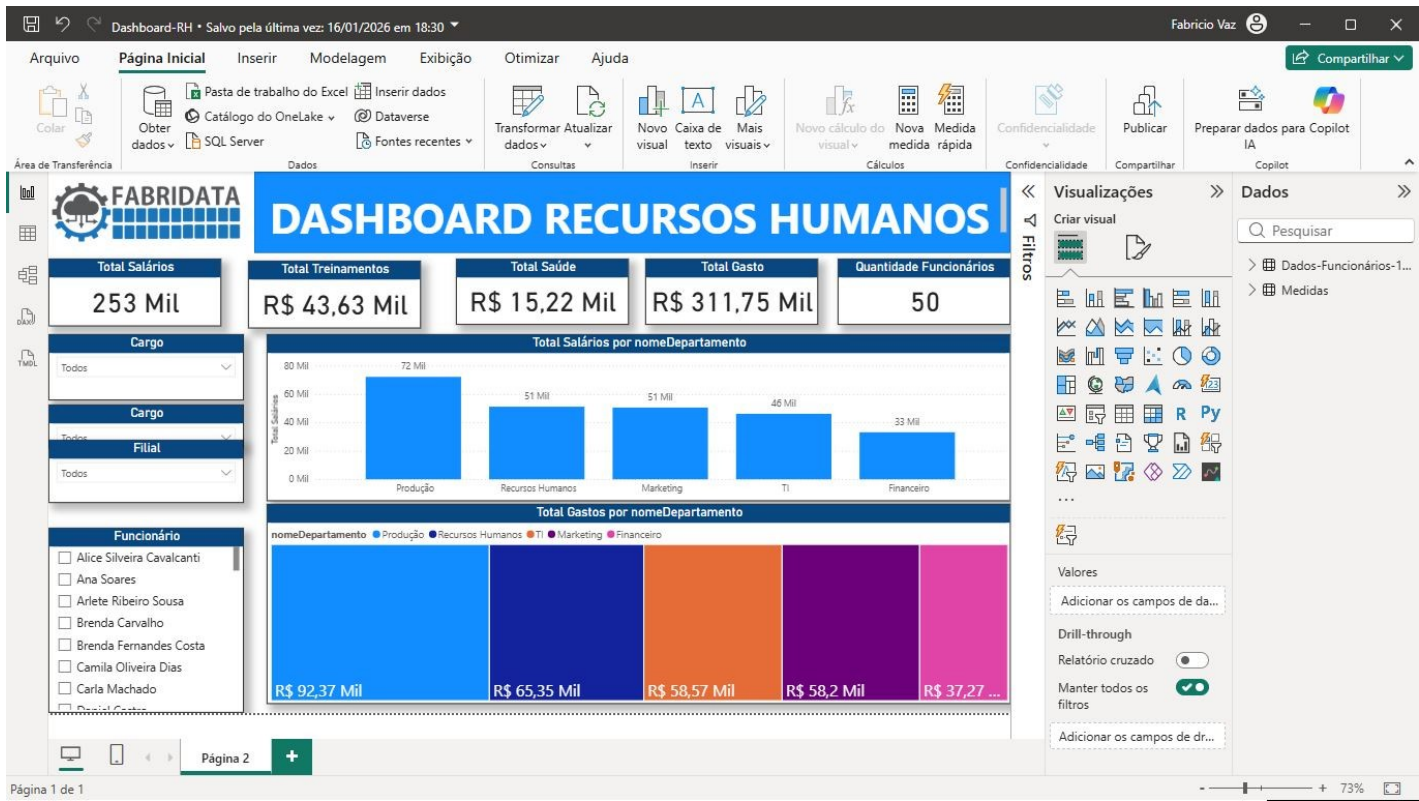 Dashboard-RH • Salvo pela última vez: 16/01/2026 em 18:30
Fabricio Vaz
Arquivo Página Inicial Inserir Modelagem Exibição Otimizar Ajuda
Compartilhar
Colar
Obter dados
Pasta de trabalho do Excel
Catálogo do OneLake
SQL Server
Inserir dados
Dataverse
Fontes recentes
Transformar dados
Atualizar
Novo visual
Caixa de texto
Mais visuais
Novo cálculo do visual
Nova medida
Medida rápida
Confidencialidade
Publicar
Preparar dados para IA
Copilot
Área de Transferência
Dados
Consultas
Inserir
Cálculos
Confidencialidade
Compartilhar
Copilot
DAX
TMDL
FABRIDATA
DASHBOARD RECURSOS HUMANOS
Total Salários
253 Mil
Total Treinamentos
R$ 43,63 Mil
Total Saúde
R$ 15,22 Mil
Total Gasto
R$ 311,75 Mil
Quantidade Funcionários
50
Cargo
Todos
Cargo
Todos
Filial
Todos
Funcionário
Alice Silveira Cavalcanti
Ana Soares
Arlete Ribeiro Sousa
Brenda Carvalho
Brenda Fernandes Costa
Camila Oliveira Dias
Carla Machado
Daniel Castro
Total Salários por nomeDepartamento
Total Salários
80 Mil
60 Mil
40 Mil
20 Mil
0 Mil
72 Mil
51 Mil
51 Mil
46 Mil
33 Mil
Produção
Recursos Humanos
Marketing
TI
Financeiro
Total Gastos por nomeDepartamento
nomeDepartamento Produção Recursos Humanos TI Marketing Financeiro
R$ 92,37 Mil
R$ 65,35 Mil
R$ 58,57 Mil
R$ 58,2 Mil
R$ 37,27 ...
Filtros
Visualizações
Criar visual
123
R
Py
...
Valores
Adicionar os campos de da...
Drill-through
Relatório cruzado
Manter todos os
filtros
Adicionar os campos de dr...
Dados
Pesquisar
Dados-Funcionários-1...
Medidas
Página 2
+
Página 1 de 1
- + 73%